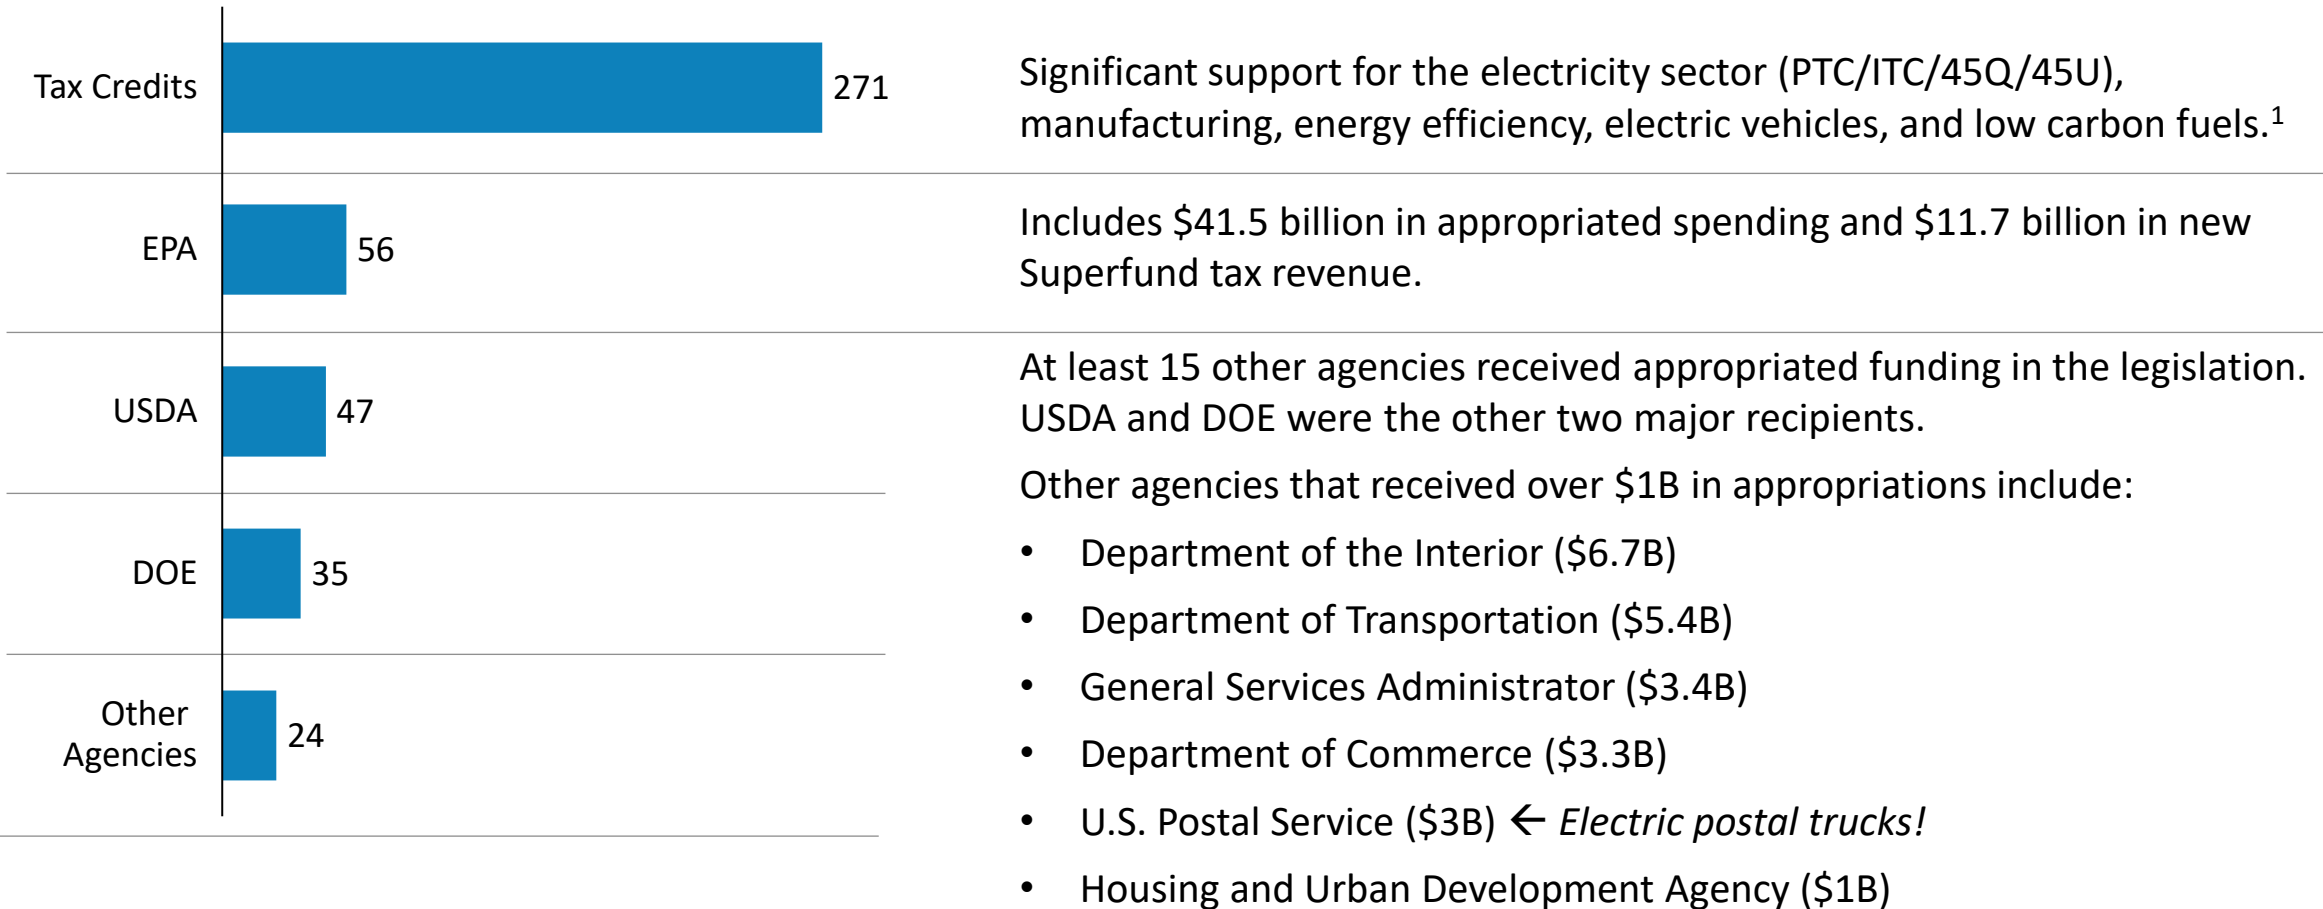 Tax Credits
271
Significant support for the electricity sector (PTC/ITC/45Q/45U),
manufacturing, energy efficiency, electric vehicles, and low carbon fuels.1
EPA
56
Includes $41.5 billion in appropriated spending and $11.7 billion in new
Superfund tax revenue.
USDA
47
DOE
35
Other
Agencies
24
At least 15 other agencies received appropriated funding in the legislation.
USDA and DOE were the other two major recipients.
Other agencies that received over $1B in appropriations include:
• Department of the Interior ($6.7B)
• Department of Transportation ($5.4B)
• General Services Administrator ($3.4B)
• Department of Commerce ($3.3B)
• U.S. Postal Service ($3B) ← Electric postal trucks!
• Housing and Urban Development Agency ($1B)